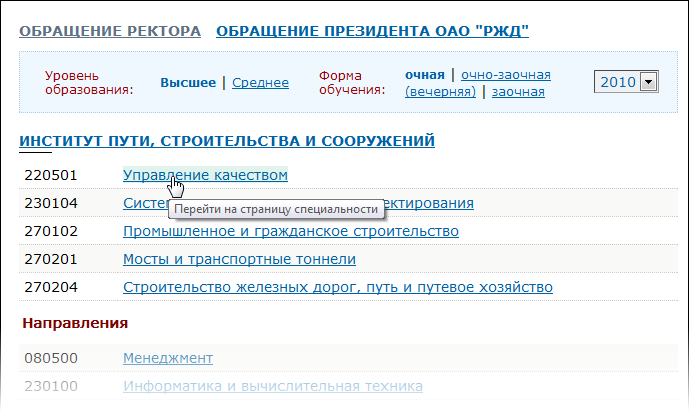 ОБРАЩЕНИЕ РЕКТОРА ОБРАЩЕНИЕ ПРЕЗИДЕНТА ОАО "РЖД"
Уровень образования: Высшее | Среднее Форма обучения: очная | очно-заочная (вечерняя) | заочная 2010
ИНСТИТУТ ПУТИ, СТРОИТЕЛЬСТВА И СООРУЖЕНИЙ
220501 Управление качеством
230104 Систе ектирования
Перейти на страницу специальности
270102 Промышленное и гражданское строительство
270201 Мосты и транспортные тоннели
270204 Строительство железных дорог, путь и путевое хозяйство
Направления
080500 Менеджмент
230100 Информатика и вычислительная техника